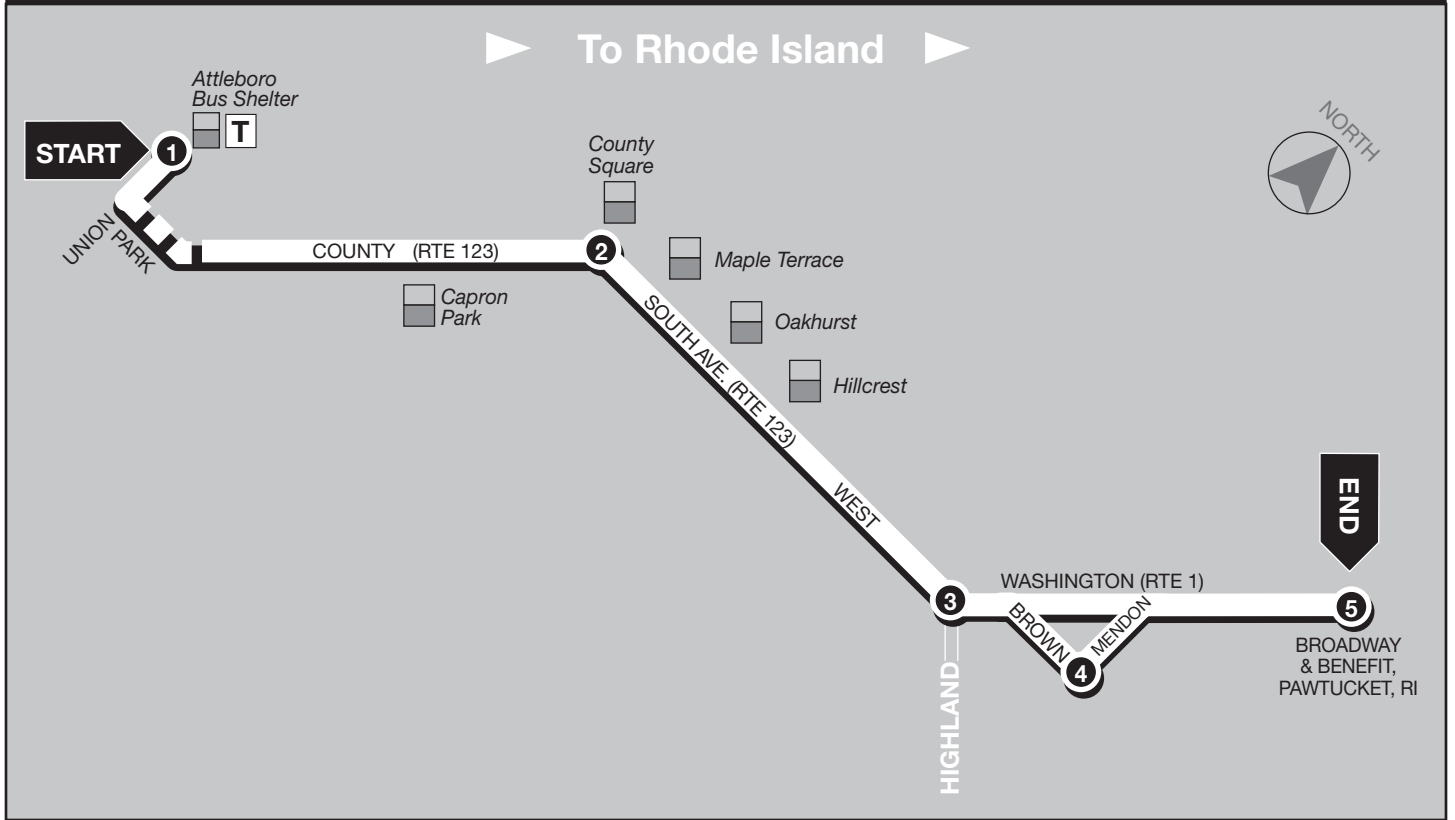 To Rhode Island
Attleboro
Bus Shelter
T
START
1
UNION
PARK
COUNTY (RTE 123)
County
Square
2
Capron
Park
Maple Terrace
Oakhurst
Hillcrest
SOUTH AVE. (RTE 123)
WEST
NORTH
3
HIGHLAND
WASHINGTON (RTE 1)
BROWN
MENDON
4
END
5
BROADWAY
& BENEFIT,
PAWTUCKET, RI